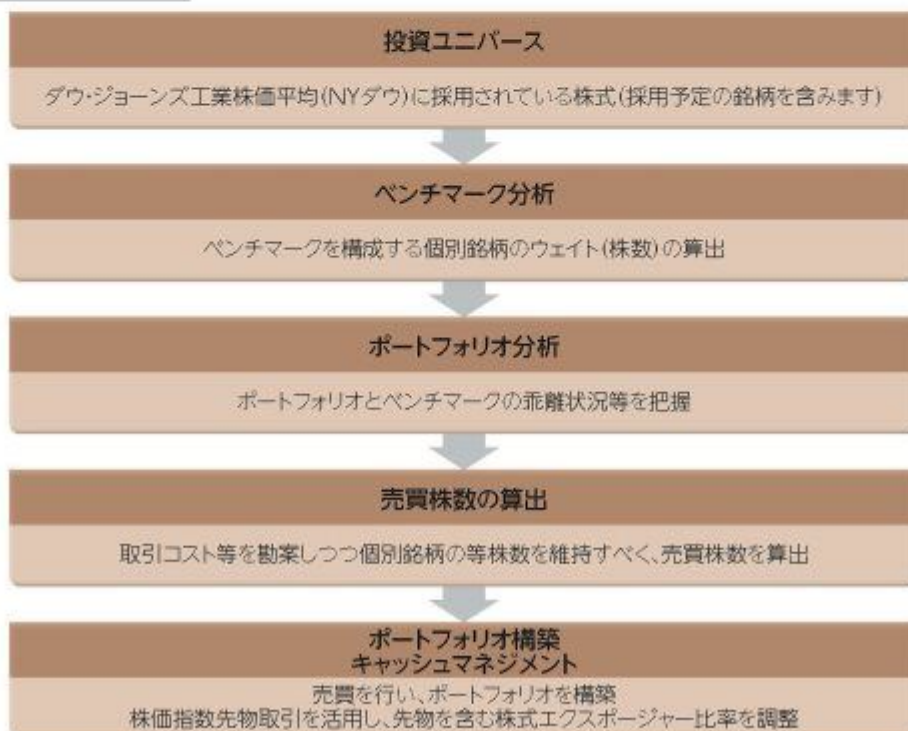 投資ユニバース
ダウ・ジョーンズ工業株価平均(NYダウ)に採用されている株式(採用予定の銘柄を含みます)
ベンチマーク分析
ベンチマークを構成する個別銘柄のウェイト(株数)の算出
ポートフォリオ分析
ポートフォリオとベンチマークの乖離状況等を把握
売買株数の算出
取引コスト等を勘案しつつ個別銘柄の等株数を維持すべく、売買株数を算出
ポートフォリオ構築
キャッシュマネジメント
売買を行い、ポートフォリオを構築
株価指数先物取引を活用し、先物を含む株式エクスポージャー比率を調整